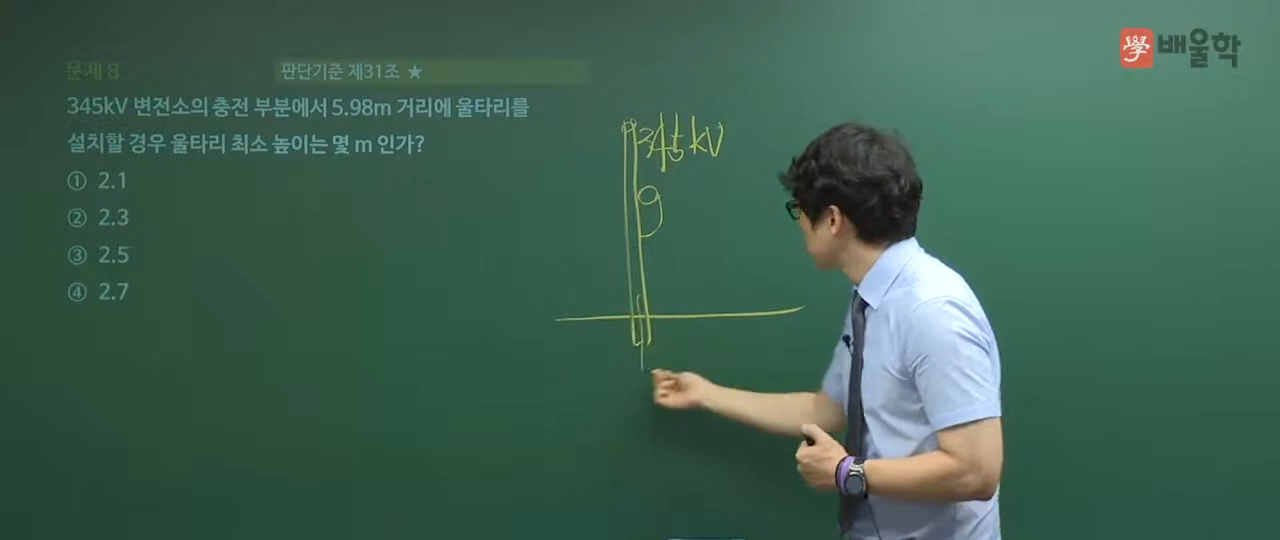 學 배울학
문제 8
판단기준 제31조 ★
345kV 변전소의 충전 부분에서 5.98m 거리에 울타리를
설치할 경우 울타리 최소 높이는 몇 m 인가?
① 2.1
② 2.3
③ 2.5
④ 2.7
345kV